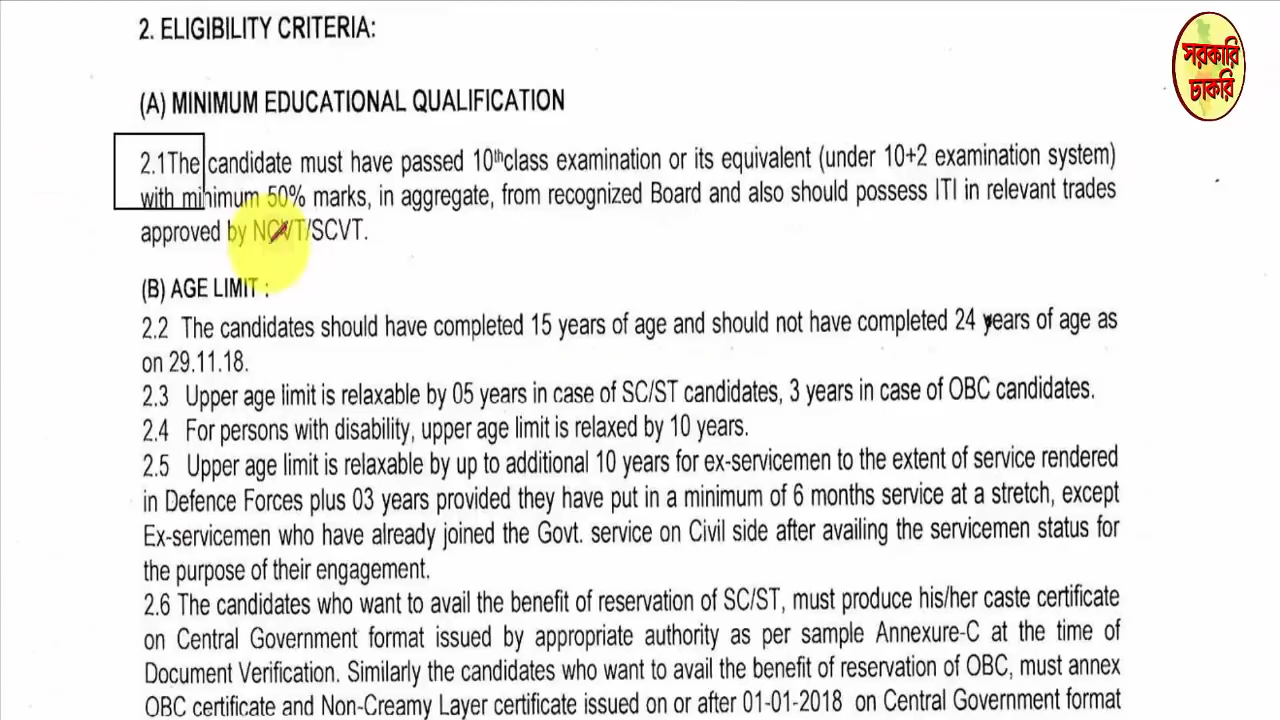 2. ELIGIBILITY CRITERIA:
সরকারি
চাকরি
(A) MINIMUM EDUCATIONAL QUALIFICATION
2.1The candidate must have passed 10thclass examination or its equivalent (under 10+2 examination system)
with minimum 50% marks, in aggregate, from recognized Board and also should possess ITI in relevant trades
approved by NCVT/SCVT.
(B) AGE LIMIT :
2.2 The candidates should have completed 15 years of age and should not have completed 24 years of age as
on 29.11.18.
2.3 Upper age limit is relaxable by 05 years in case of SC/ST candidates, 3 years in case of OBC candidates.
2.4 For persons with disability, upper age limit is relaxed by 10 years.
2.5 Upper age limit is relaxable by up to additional 10 years for ex-servicemen to the extent of service rendered
in Defence Forces plus 03 years provided they have put in a minimum of 6 months service at a stretch, except
Ex-servicemen who have already joined the Govt. service on Civil side after availing the servicemen status for
the purpose of their engagement.
2.6 The candidates who want to avail the benefit of reservation of SC/ST, must produce his/her caste certificate
on Central Government format issued by appropriate authority as per sample Annexure-C at the time of
Document Verification. Similarly the candidates who want to avail the benefit of reservation of OBC, must annex
OBC certificate and Non-Creamy Layer certificate issued on or after 01-01-2018 on Central Government format